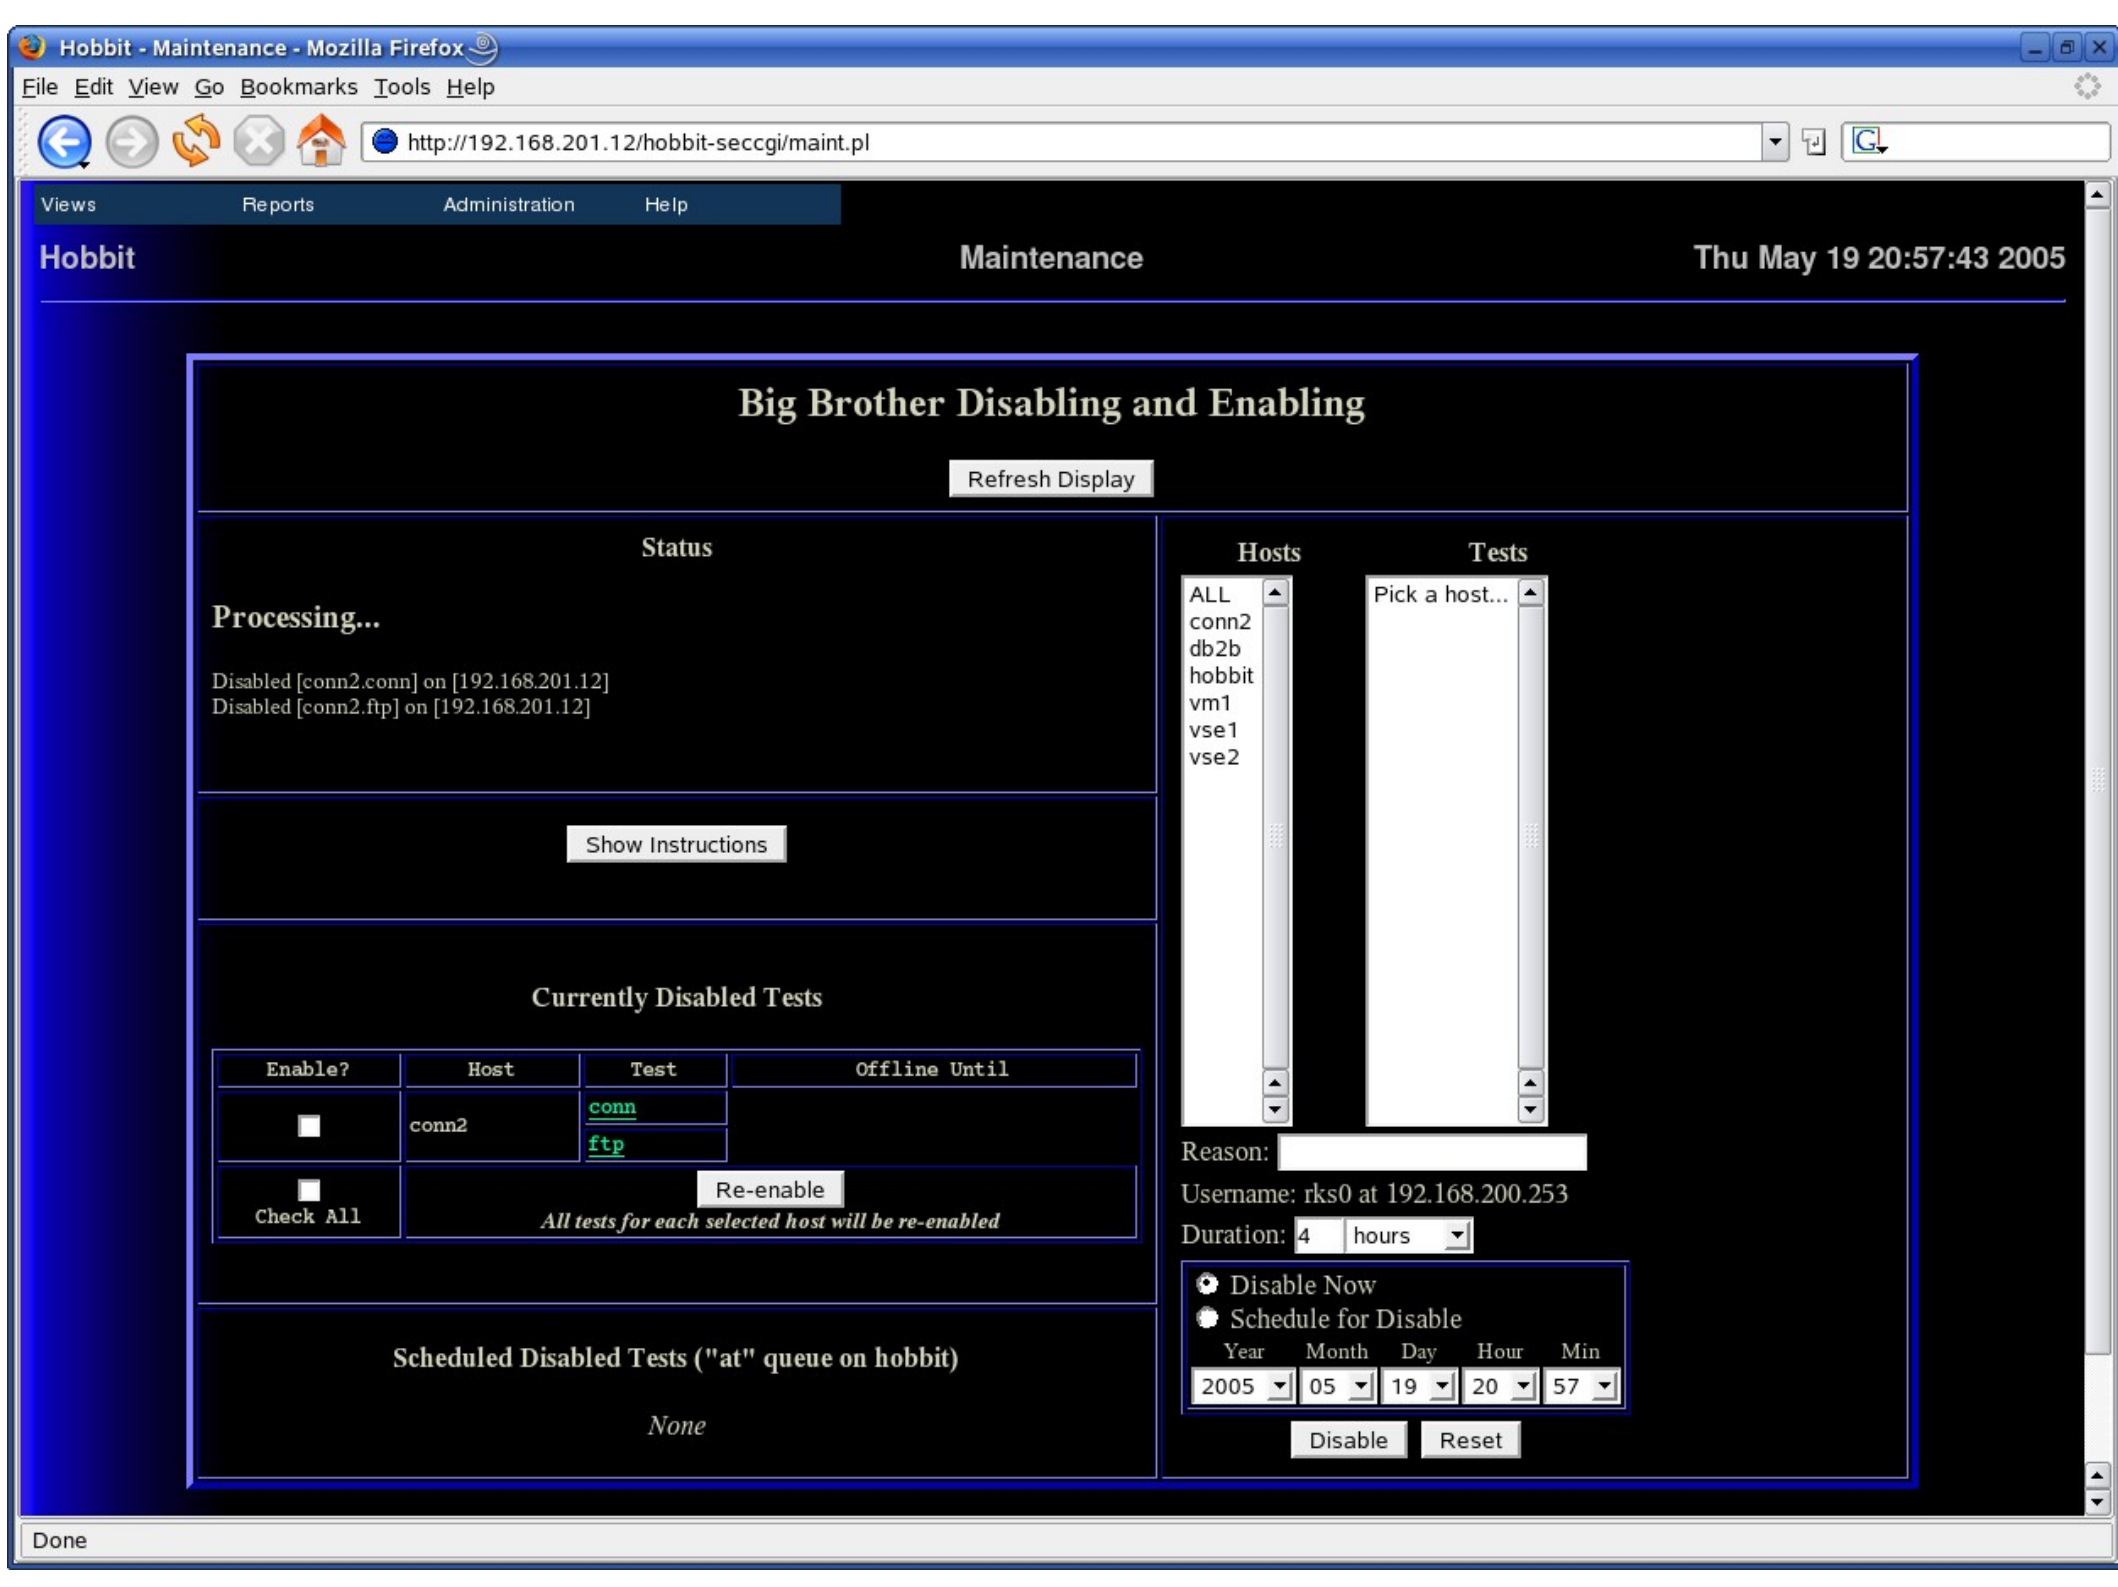 Hobbit - Maintenance - Mozilla Firefox
File Edit View Go Bookmarks Tools Help
http://192.168.201.12/hobbit-seccgi/maint.pl
G
Views Reports Administration Help
Hobbit Maintenance Thu May 19 20:57:43 2005
Big Brother Disabling and Enabling
Refresh Display
Status
Processing...
Disabled [conn2.conn] on [192.168.201.12]
Disabled [conn2.ftp] on [192.168.201.12]
Show Instructions
Currently Disabled Tests
Enable? Host Test Offline Until
conn2 conn
ftp
Check All
Re-enable
All tests for each selected host will be re-enabled
Scheduled Disabled Tests ("at" queue on hobbit)
None
Hosts Tests
ALL
conn2
db2b
hobbit
vm1
vse1
vse2
Pick a host...
Reason:
Username: rks0 at 192.168.200.253
Duration: 4 hours
Disable Now
Schedule for Disable
Year Month Day Hour Min
2005 05 19 20 57
Disable Reset
Done